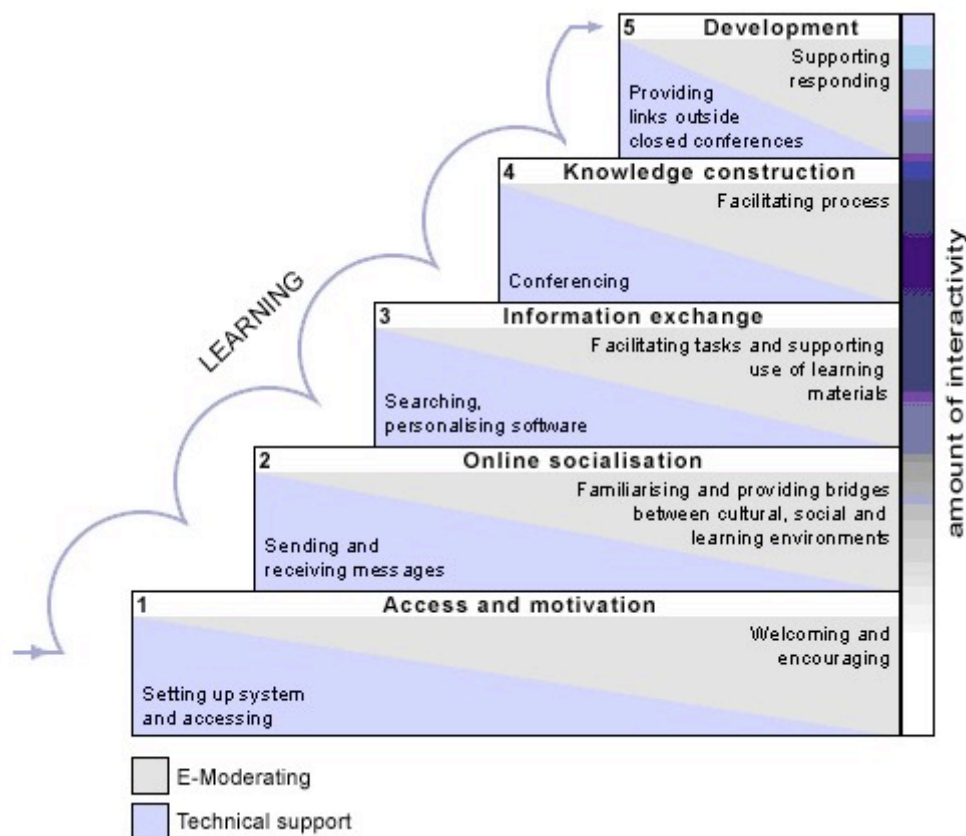 5 Development
Supporting
responding
Providing
links outside
closed conferences
4 Knowledge construction
Facilitating process
Conferencing
3 Information exchange
Facilitating tasks and supporting
use of learning
materials
Searching,
personalising software
2 Online socialisation
Familiarising and providing bridges
between cultural, social and
learning environments
Sending and
receiving messages
1 Access and motivation
Welcoming and
encouraging
Setting up system
and accessing
LEARNING
amount of interactivity
E-Moderating
Technical support